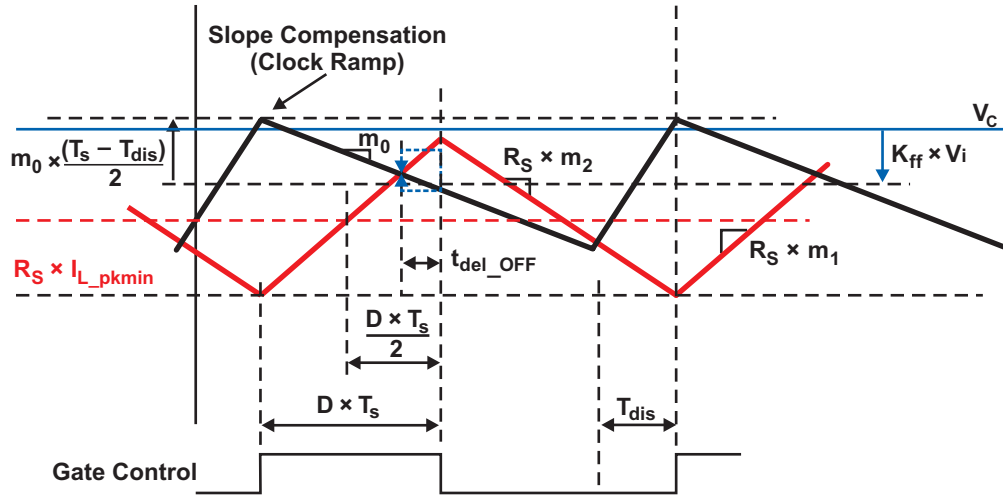 Slope Compensation
(Clock Ramp)
V_C
m_0 × (T_s – T_dis)
2
m_0
R_S × m_2
K_ff × V_i
R_S × I_L_pkmin
t_del_OFF
R_S × m_1
D × T_s
2
D × T_s
T_dis
Gate Control